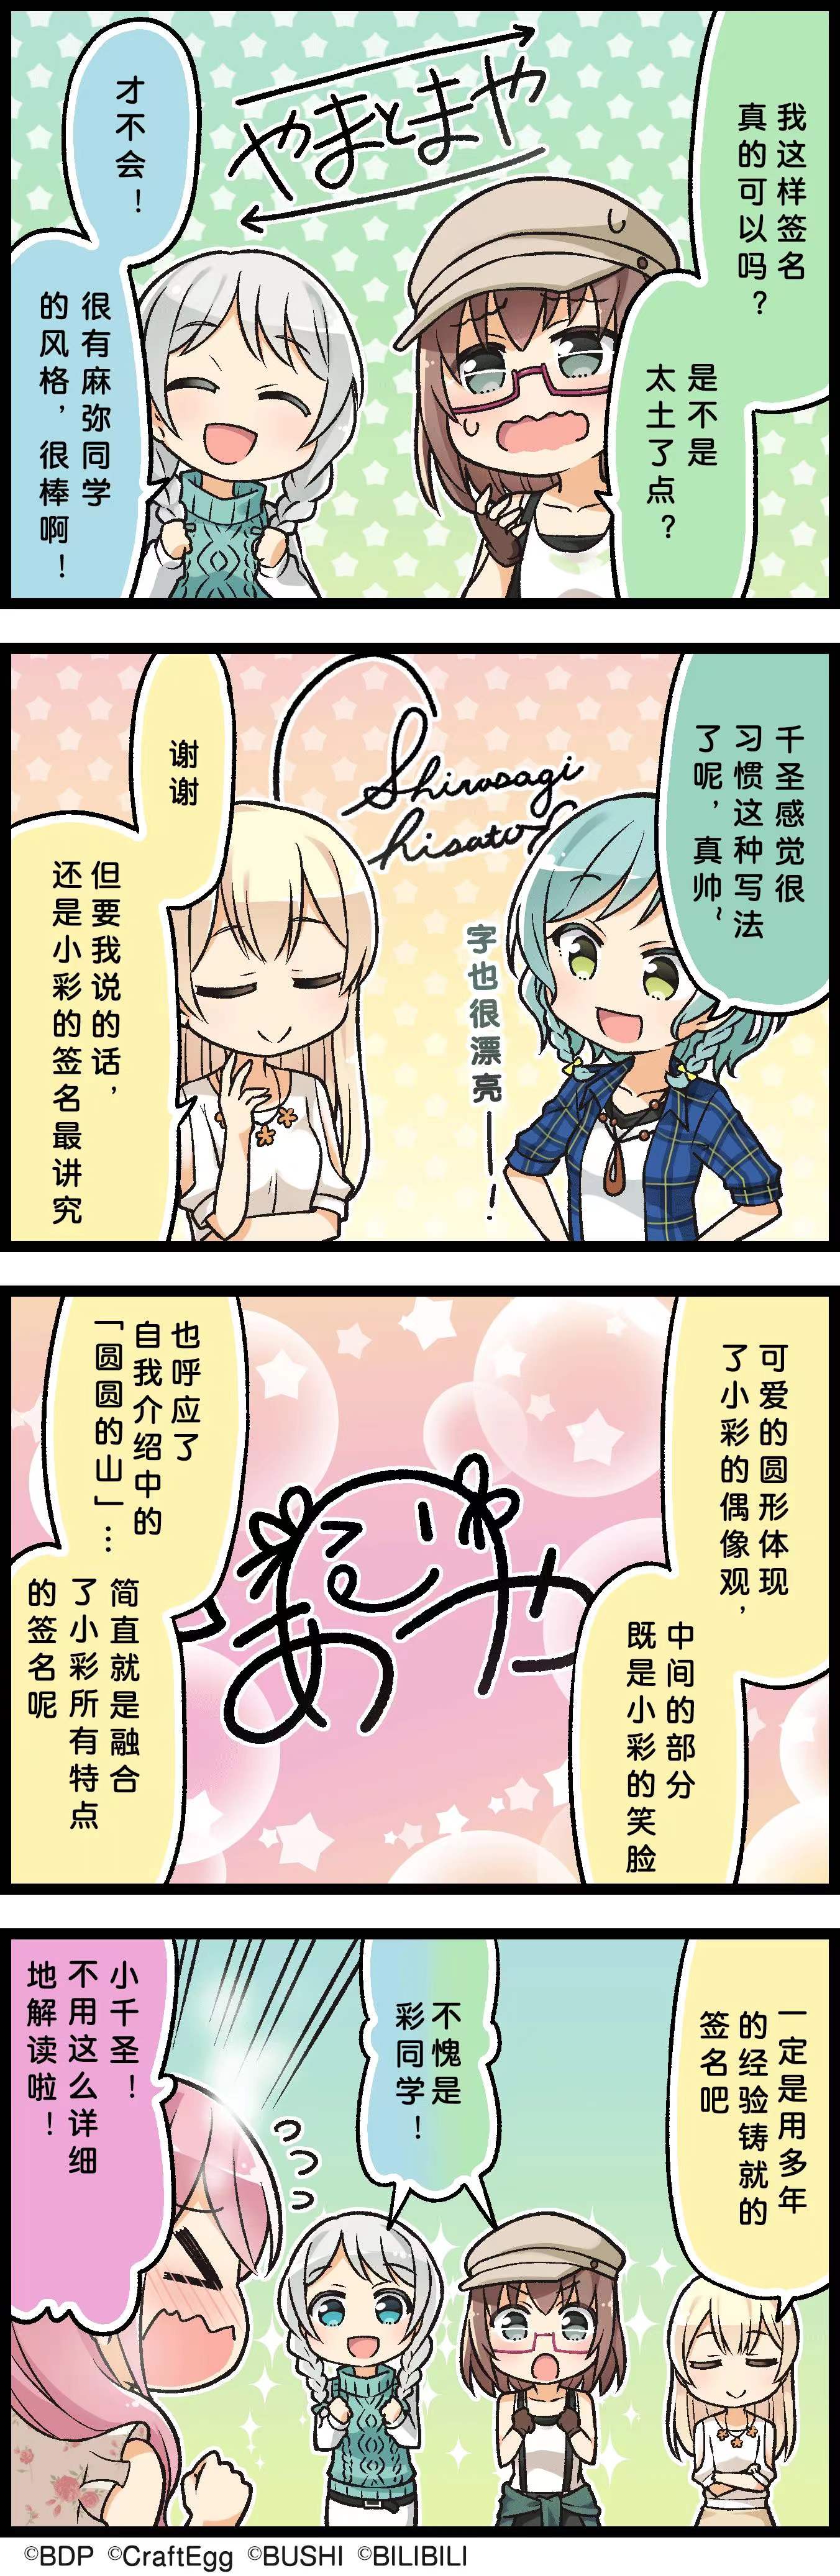 我这样签名
真的可以吗？
是不是
太土了点？
やまとまや
才不会！
很有麻弥同学
的风格，很棒啊！
千圣感觉很
习惯这种写法
了呢，真帅~
Shirosagi
hisato
字也很漂亮——！
谢谢
但要我说的话，
还是小彩的签名最讲究
可爱的圆形体现
了小彩的偶像观，
中间的部分
既是小彩的笑脸
あや
也呼应了
自我介绍中的
「圆圆的山」…
简直就是融合
了小彩所有特点
的签名呢
一定是用多年
的经验铸就的
签名吧
不愧是
彩同学！
小千圣！
不用这么详细
地解读啦！
©BDP ©CraftEgg ©BUSHI ©BILIBILI